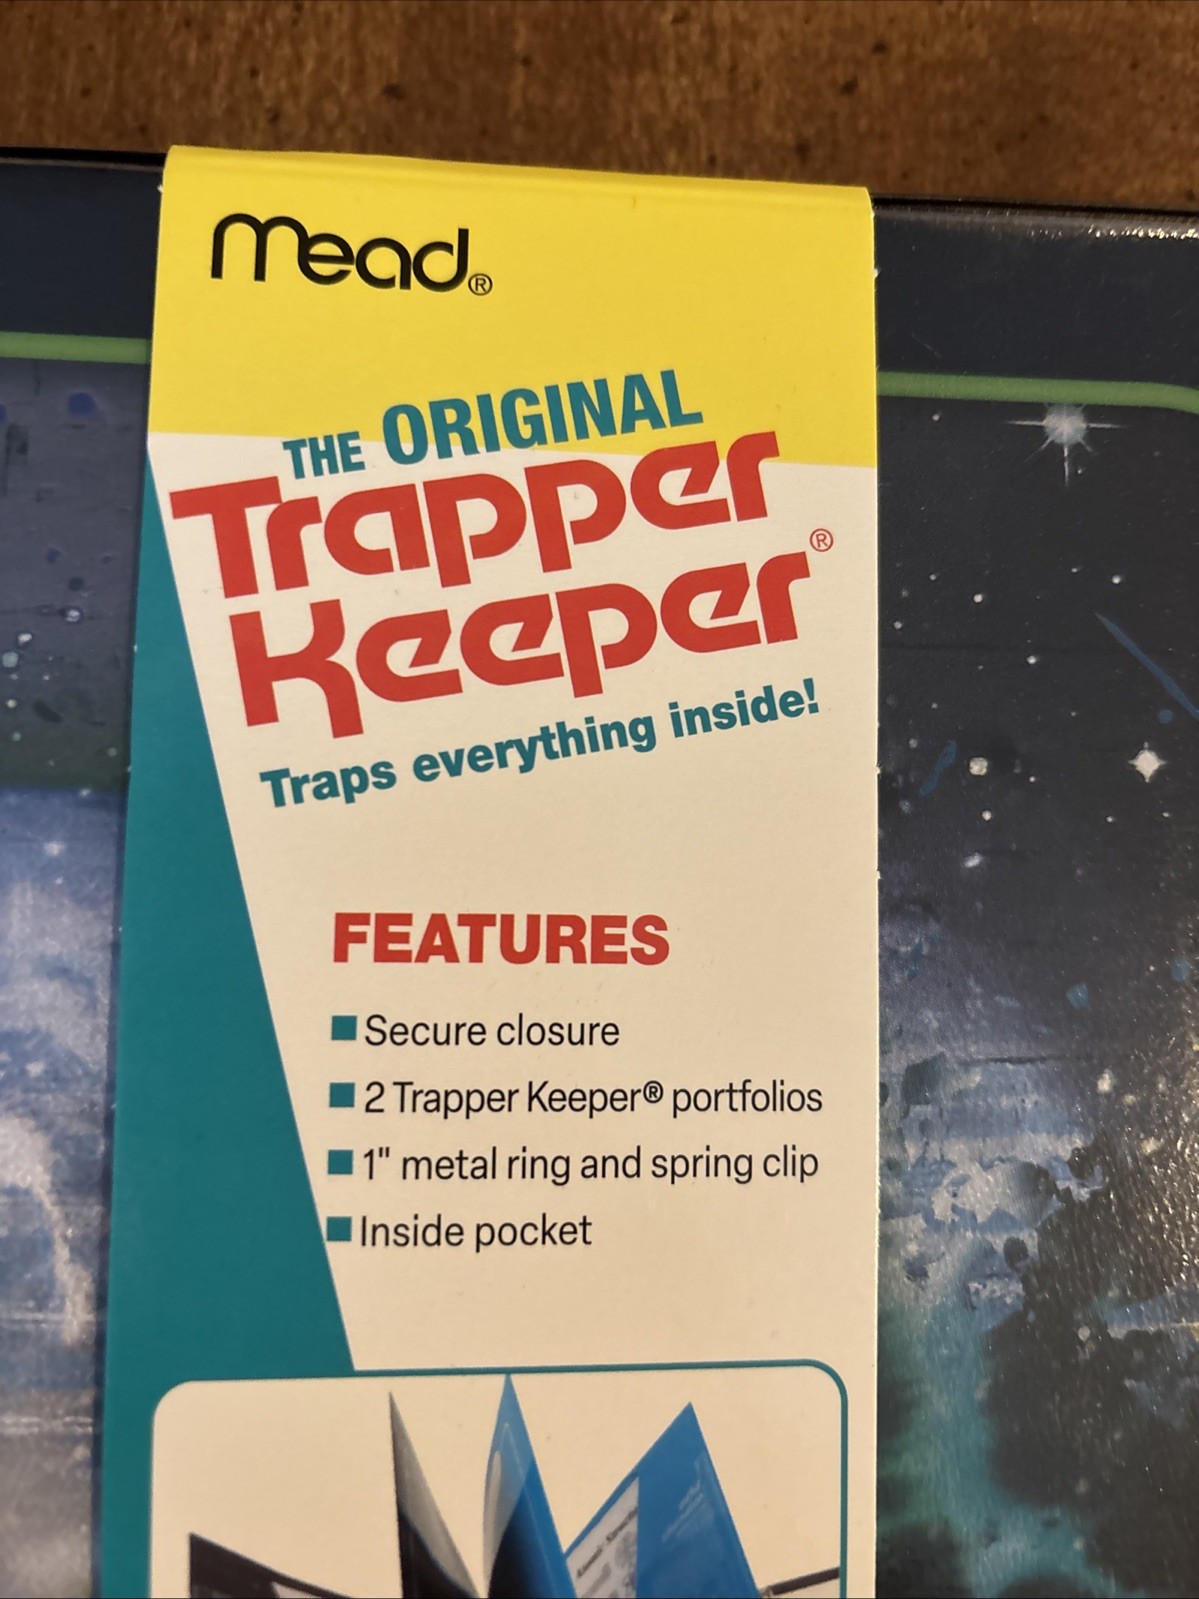 Mead®
THE ORIGINAL
Trapper
Keeper®
Traps everything inside!
FEATURES
■ Secure closure
■ 2 Trapper Keeper® portfolios
■ 1" metal ring and spring clip
■ Inside pocket